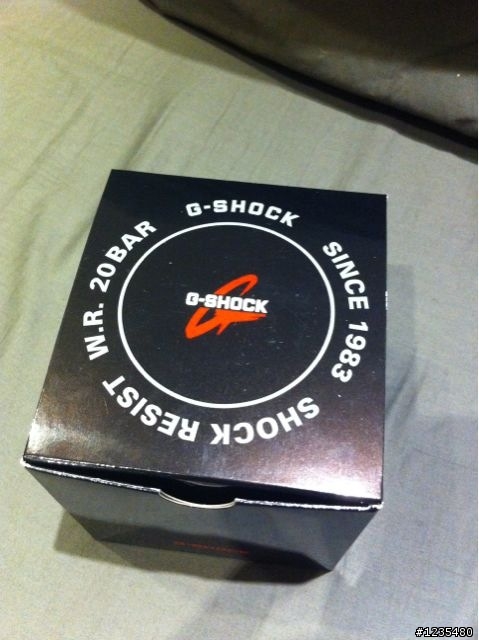 G-SHOCK
SINCE 1983
SHOCK RESIST
W.R. 20BAR
G-SHOCK
#1235480